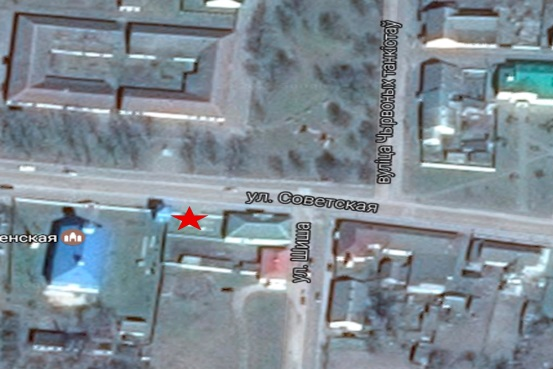 вуліца Чырвоных танкістаў
ул. Советская
енская
ул. Шиша